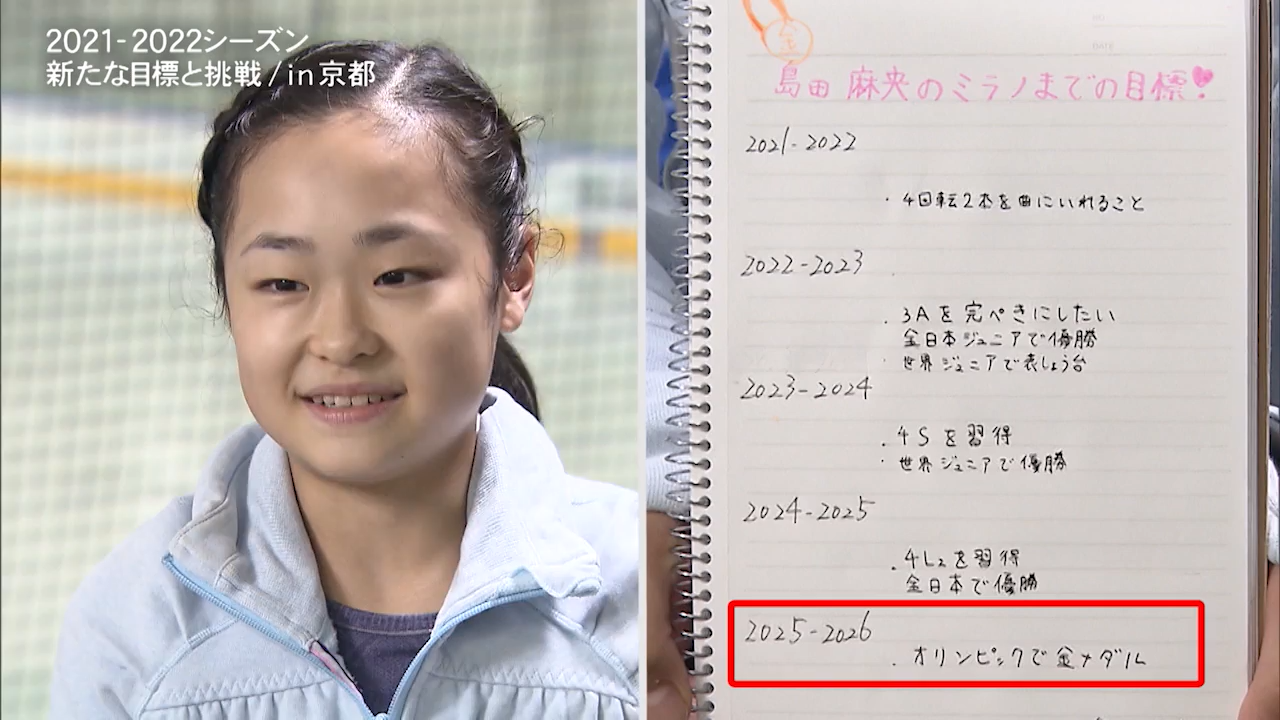 2021-2022シーズン
新たな目標と挑戦/in京都
金
島田 麻央のミラノまでの目標!
2021-2022
・4回転2本を曲にいれること
2022-2023
・3Aを完ぺきにしたい
全日本ジュニアで優勝
・世界ジュニアで表しょう台
2023-2024
・4Sを習得
・世界ジュニアで優勝
2024-2025
・4Lzを習得
全日本で優勝
2025-2026
・オリンピックで金メダル